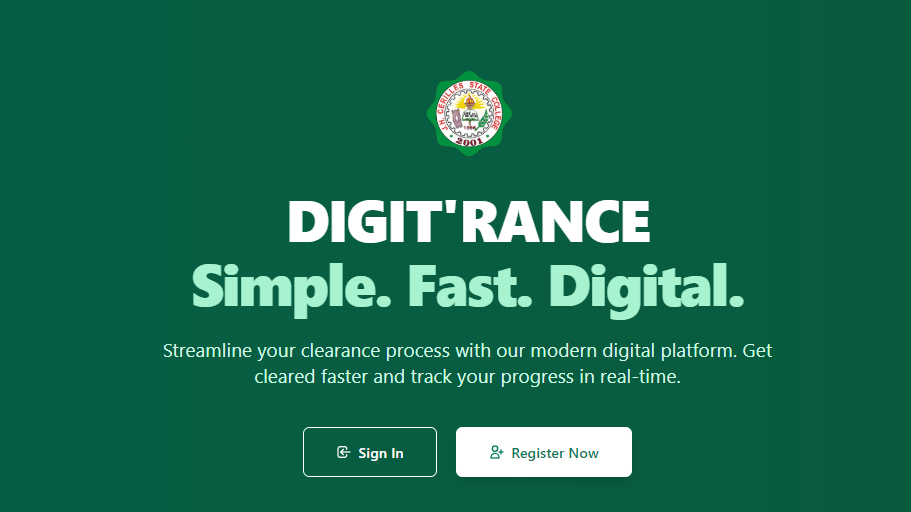 J.H. CERILLES STATE COLLEGE
2001
DIGIT'RANCE
Simple. Fast. Digital.
Streamline your clearance process with our modern digital platform. Get
cleared faster and track your progress in real-time.
Sign In
Register Now